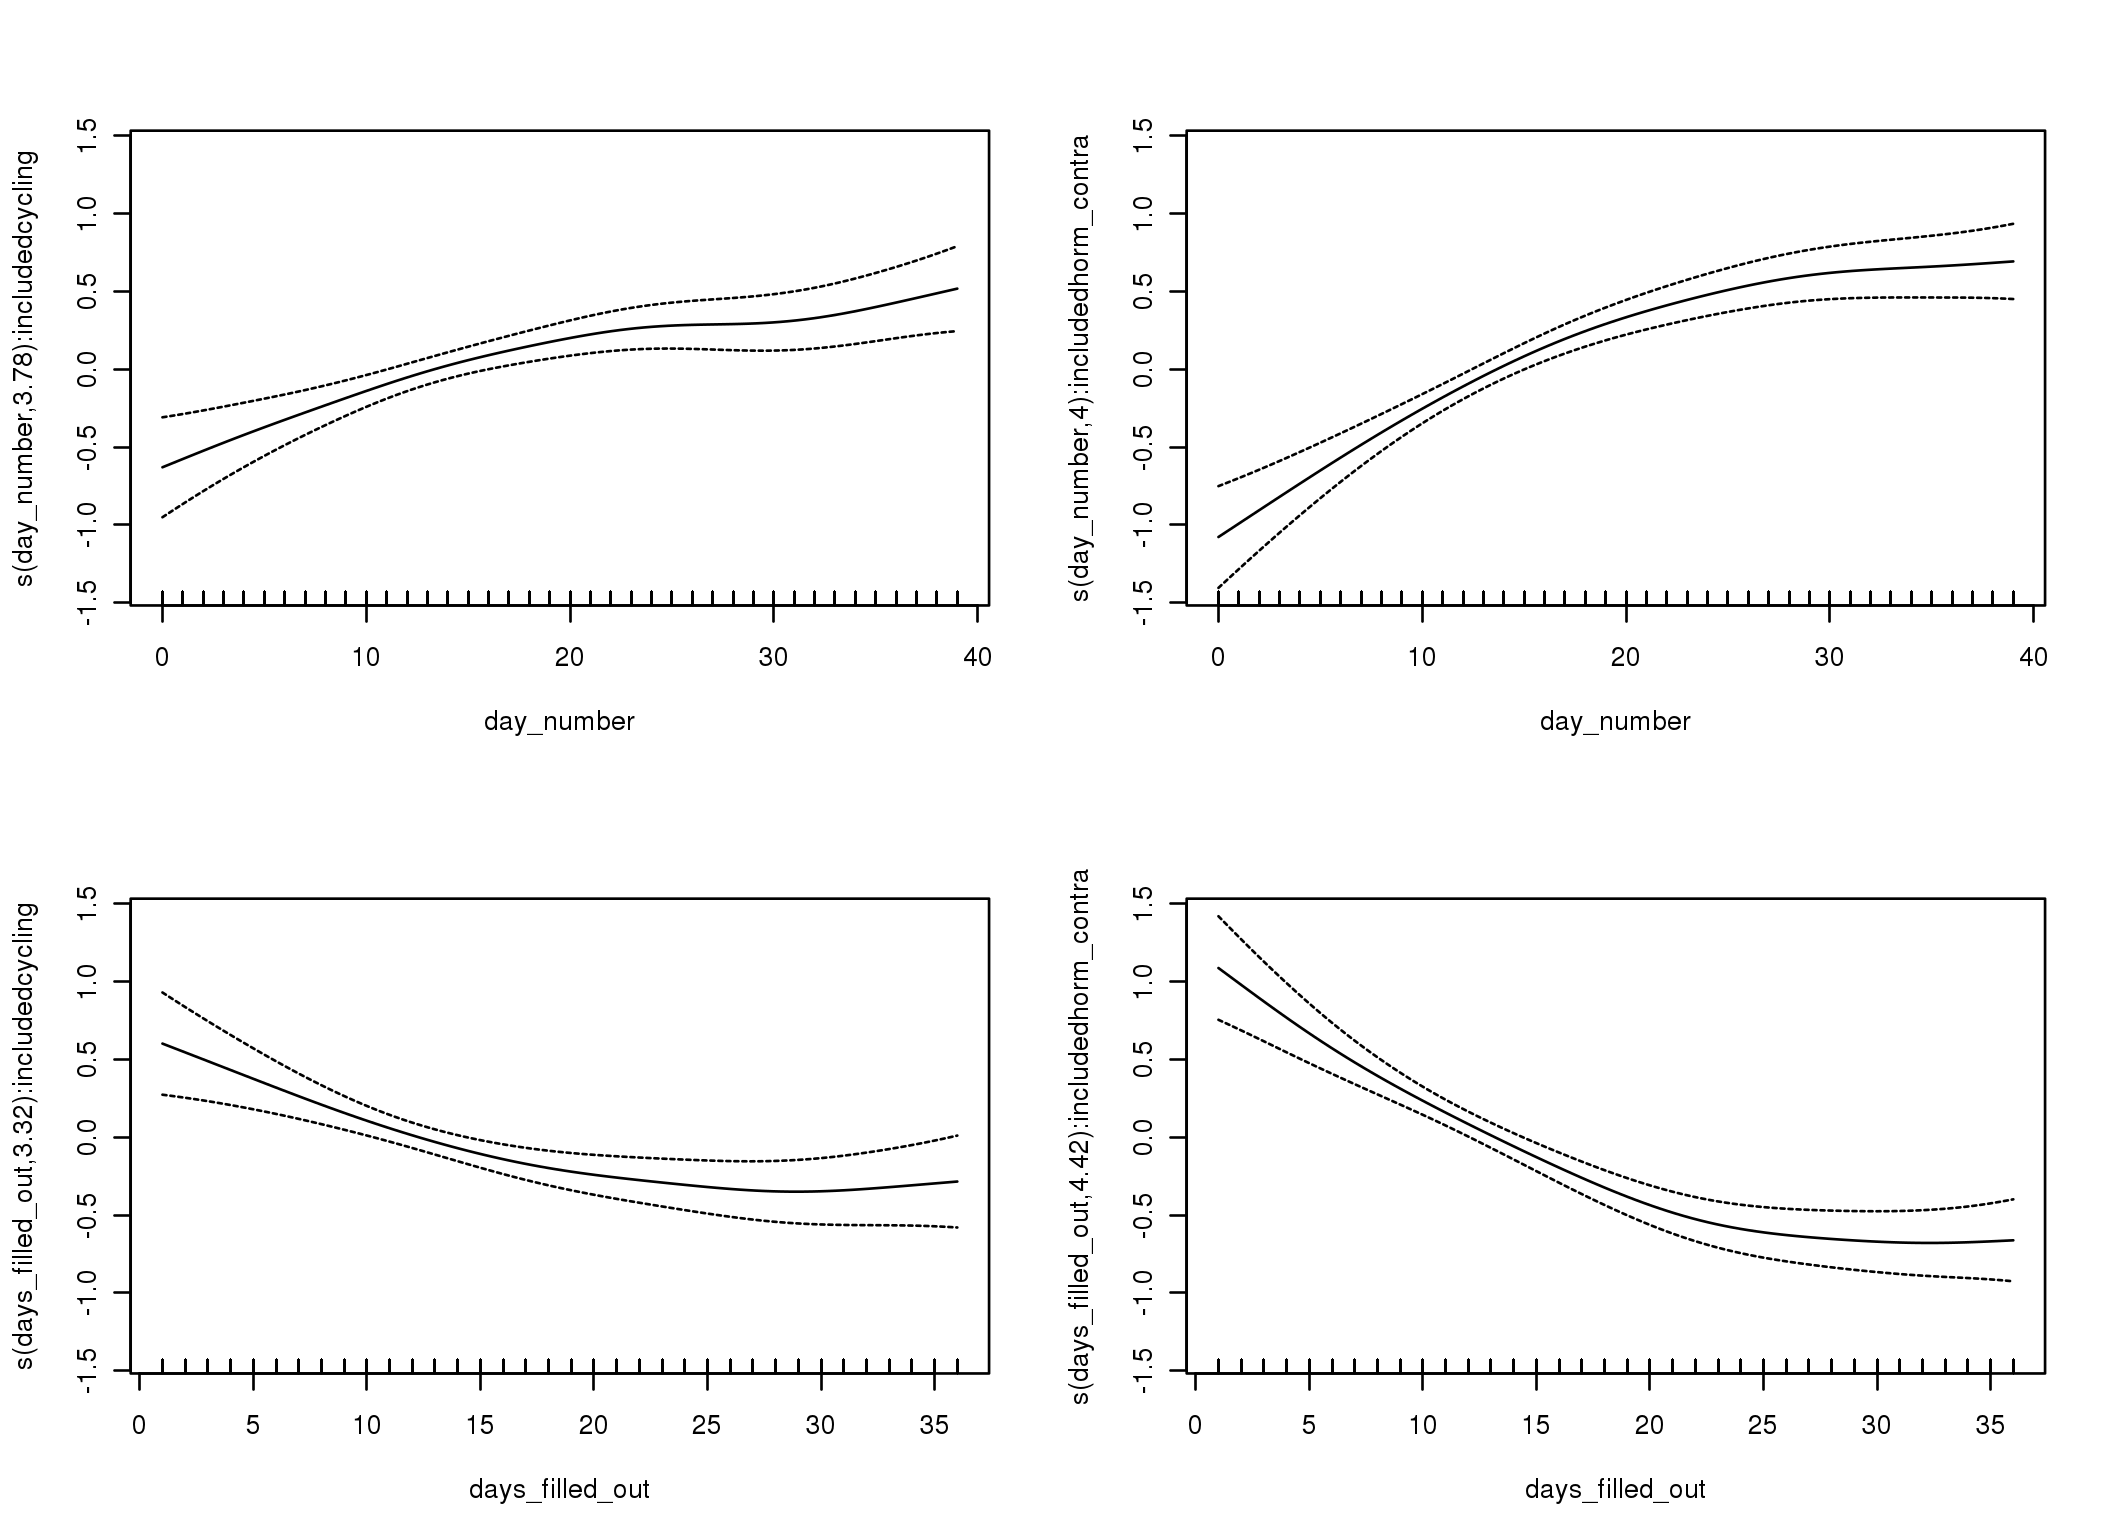 s(day_number,3.78):includedcycling
1.5
1.0
0.5
0.0
-0.5
-1.0
-1.5
0 10 20 30 40
day_number
s(day_number,4):includedhorm_contra
1.5
1.0
0.5
0.0
-0.5
-1.0
-1.5
0 10 20 30 40
day_number
s(days_filled_out,3.32):includedcycling
1.5
1.0
0.5
0.0
-0.5
-1.0
-1.5
0 5 10 15 20 25 30 35
days_filled_out
s(days_filled_out,4.42):includedhorm_contra
1.5
1.0
0.5
0.0
-0.5
-1.0
-1.5
0 5 10 15 20 25 30 35
days_filled_out